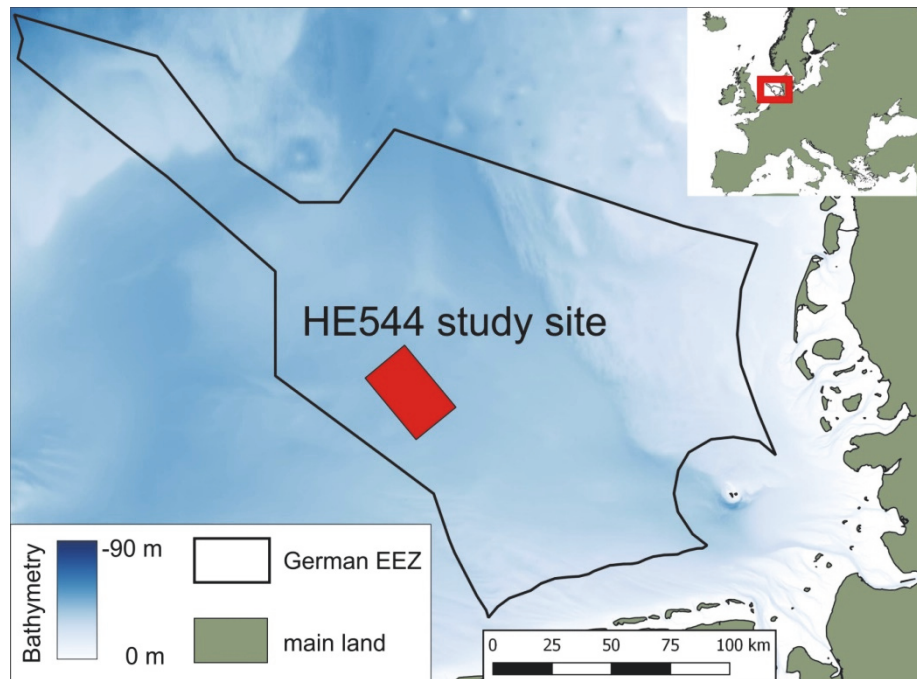 HE544 study site
Bathymetry
-90 m
0 m
German EEZ
main land
0 25 50 75 100 km